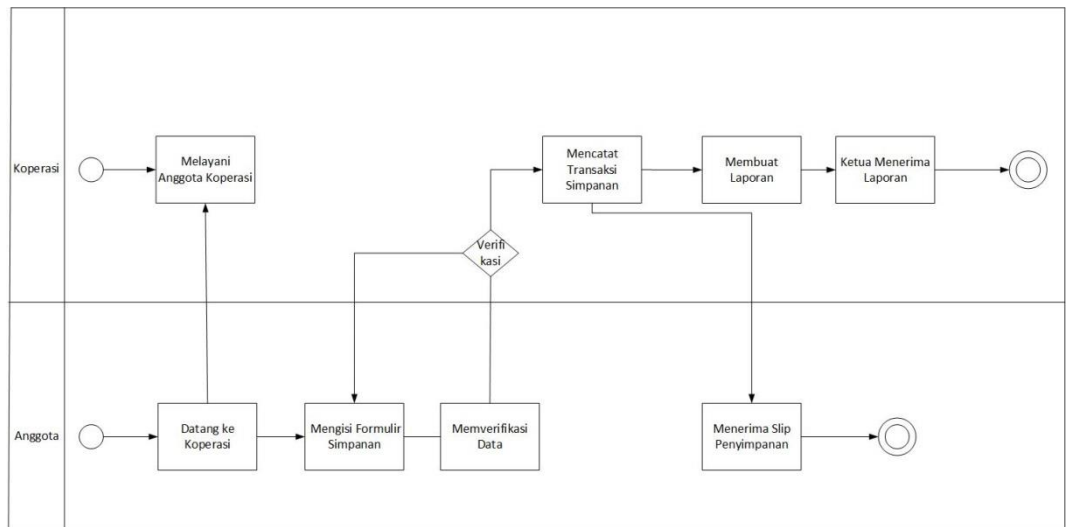 Koperasi
Melayani
Anggota Koperasi
Mencatat
Transaksi
Simpanan
Membuat
Laporan
Ketua Menerima
Laporan
Verifi
kasi
Anggota
Datang ke
Koperasi
Mengisi Formulir
Simpanan
Memverifikasi
Data
Menerima Slip
Penyimpanan